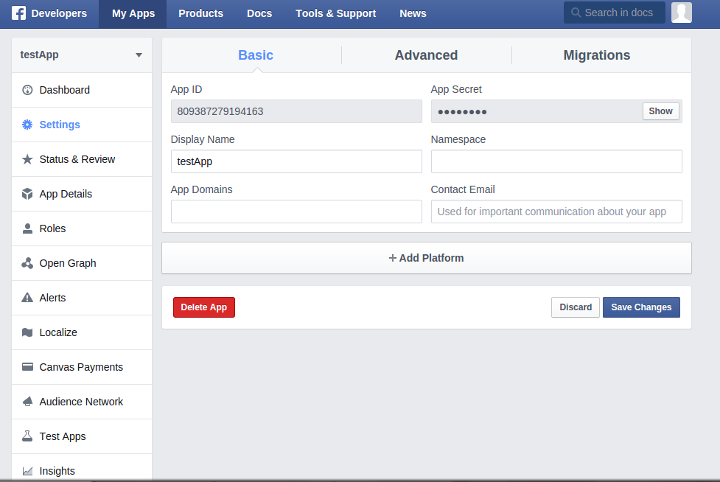 Developers My Apps Products Docs Tools & Support News Search in docs
testApp
Dashboard
Settings
Status & Review
App Details
Roles
Open Graph
Alerts
Localize
Canvas Payments
Audience Network
Test Apps
Insights
Basic Advanced Migrations
App ID App Secret
809387279194163 ●●●●●●●● Show
Display Name Namespace
testApp
App Domains Contact Email
Used for important communication about your app
+ Add Platform
Delete App Discard Save Changes